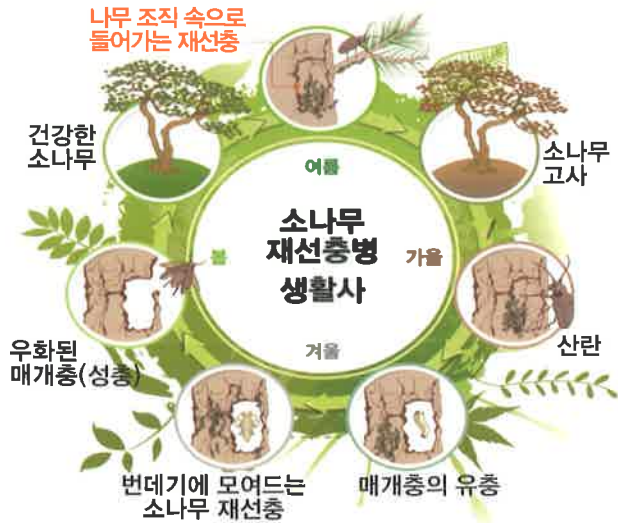 나무 조직 속으로
들어가는 재선충
건강한
소나무
소나무
고사
여름
봄
가을
겨울
소나무
재선충병
생활사
우화된
매개충(성충)
산란
번데기에 모여드는
소나무 재선충
매개충의 유충